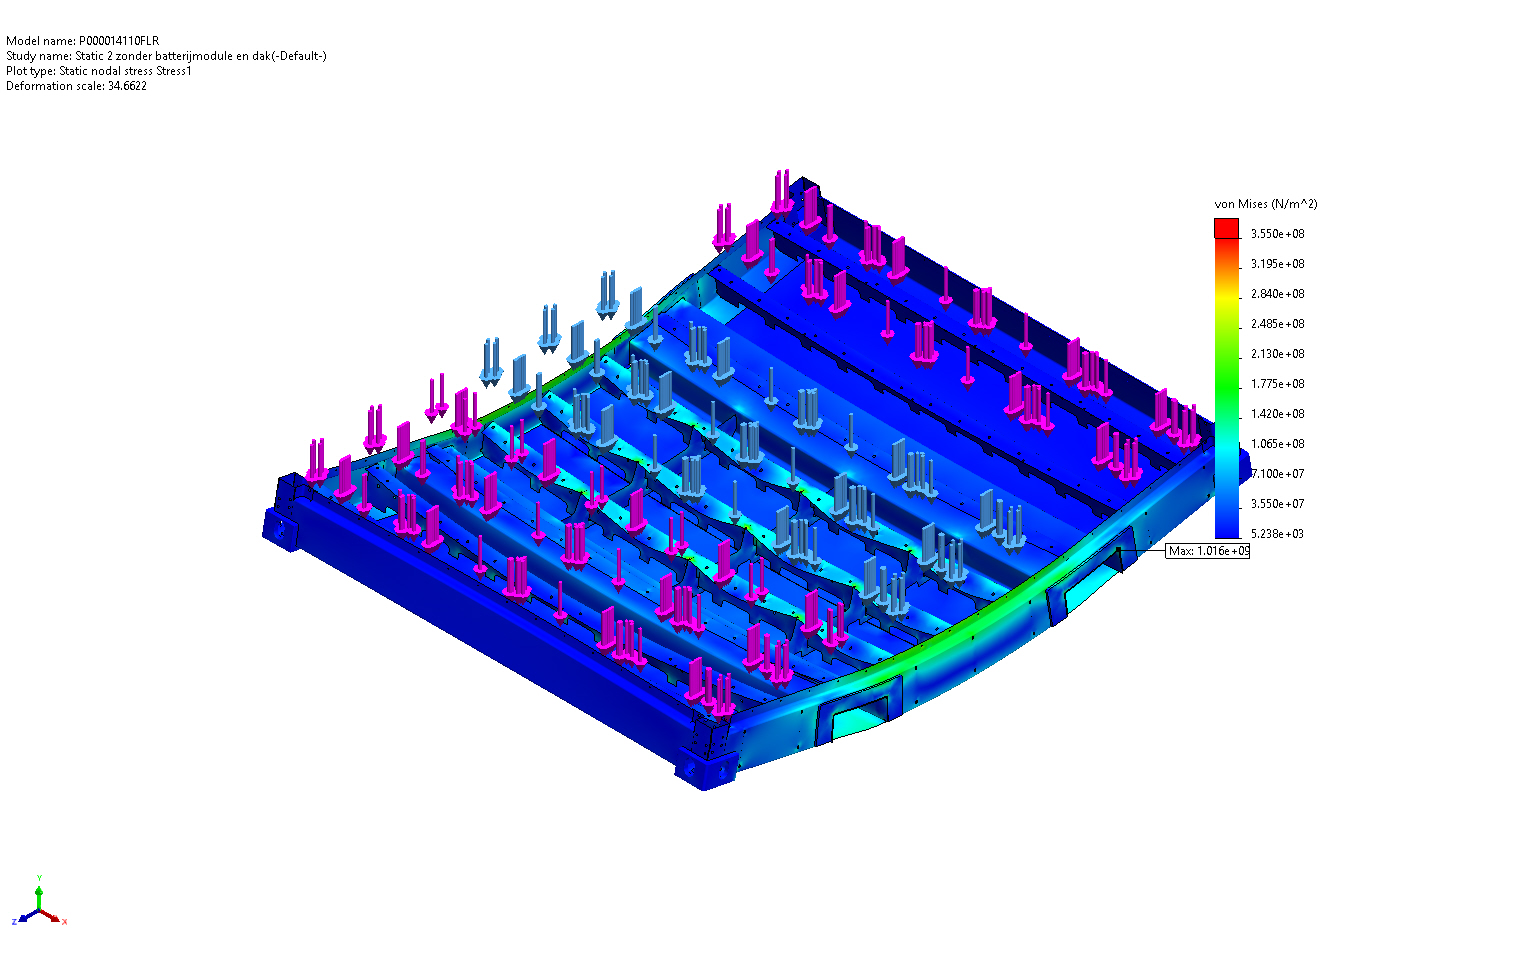 Model name: P000014110FLR
Study name: Static 2 zonder batterijmodule en dak(-Default-)
Plot type: Static nodal stress Stress1
Deformation scale: 34.6622
von Mises (N/m^2)
3.550e+08
3.195e+08
2.840e+08
2.485e+08
2.130e+08
1.775e+08
1.420e+08
1.065e+08
7.100e+07
3.550e+07
5.238e+03
Max: 1.016e+09
Y
Z
X